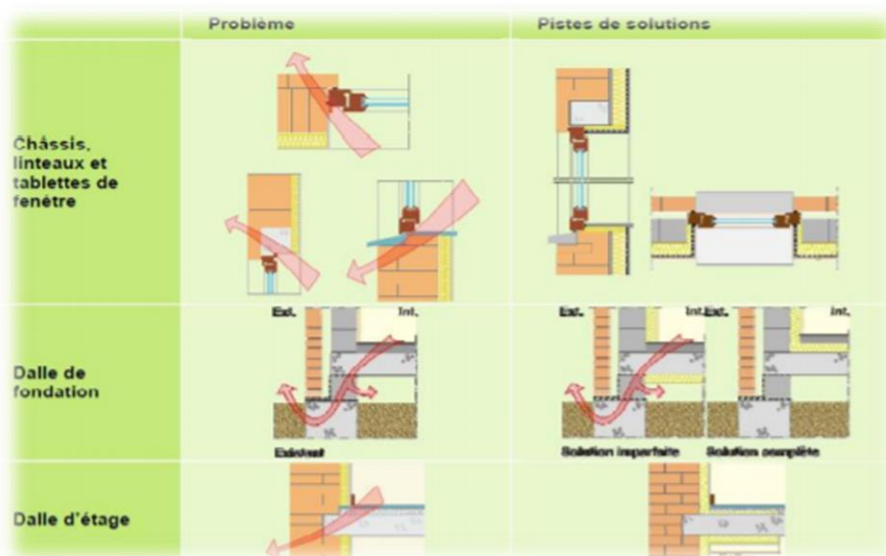 Problème
Pistes de solutions
Châssis,
linteaux et
tablettes de
fenêtre
Ext. Int.
Ext. Int. Ext. Int.
Dalle de
fondation
Existant
Solution imparfaite Solution complète
Dalle d'étage